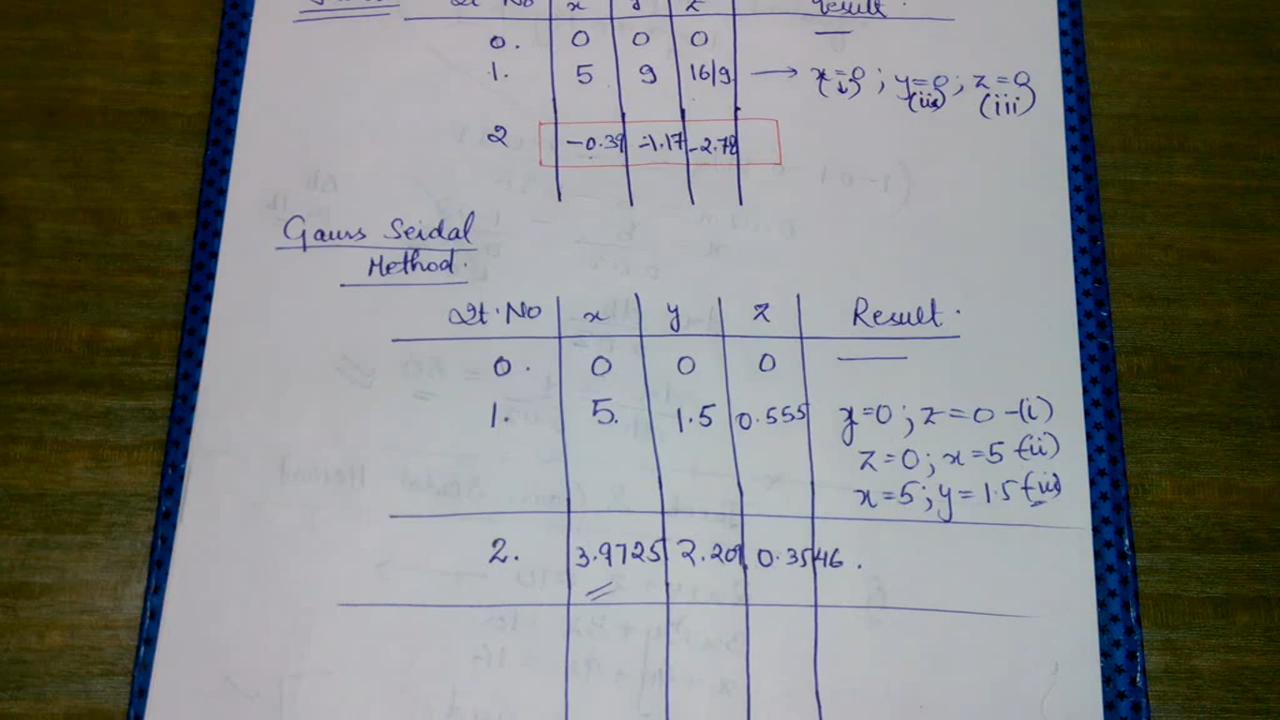 x y z Result.
0. 0 0 0 —
1. 5 9 16/9 → x=0 ; y=0 ; z=0
(i) (ii) (iii)
2 -0.39 -1.17 -2.78
Gauss Seidal
Method.
It. No x y z Result.
0. 0 0 0 —
1. 5. 1.5 0.555 y=0 ; z=0 -(i)
z=0 ; x=5 -(ii)
x=5 ; y=1.5 -(iii)
2. 3.9725 2.209 0.3546.